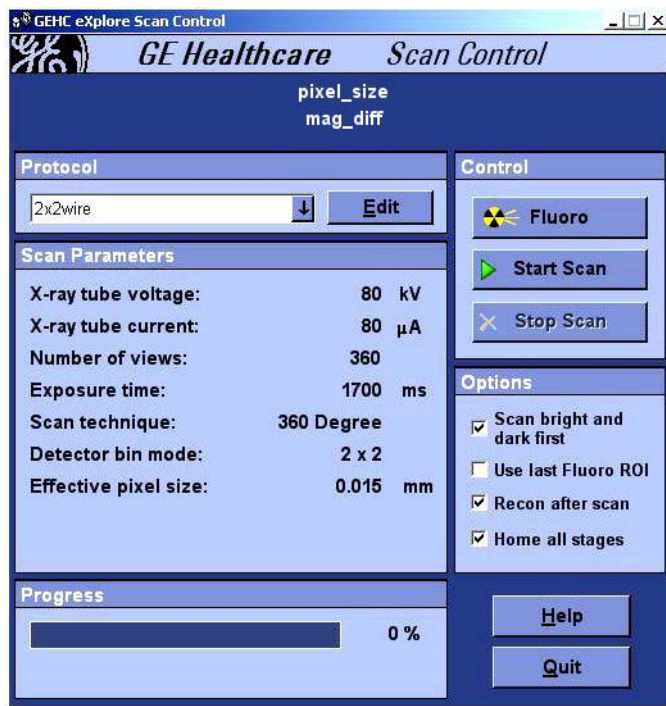 GEHC eXplore Scan Control
GE Healthcare Scan Control
pixel_size
mag_diff
Protocol
2x2wire
Edit
Scan Parameters
X-ray tube voltage: 80 kV
X-ray tube current: 80 μA
Number of views: 360
Exposure time: 1700 ms
Scan technique: 360 Degree
Detector bin mode: 2 x 2
Effective pixel size: 0.015 mm
Progress
0 %
Control
Fluoro
Start Scan
Stop Scan
Options
Scan bright and
dark first
Use last Fluoro ROI
Recon after scan
Home all stages
Help
Quit